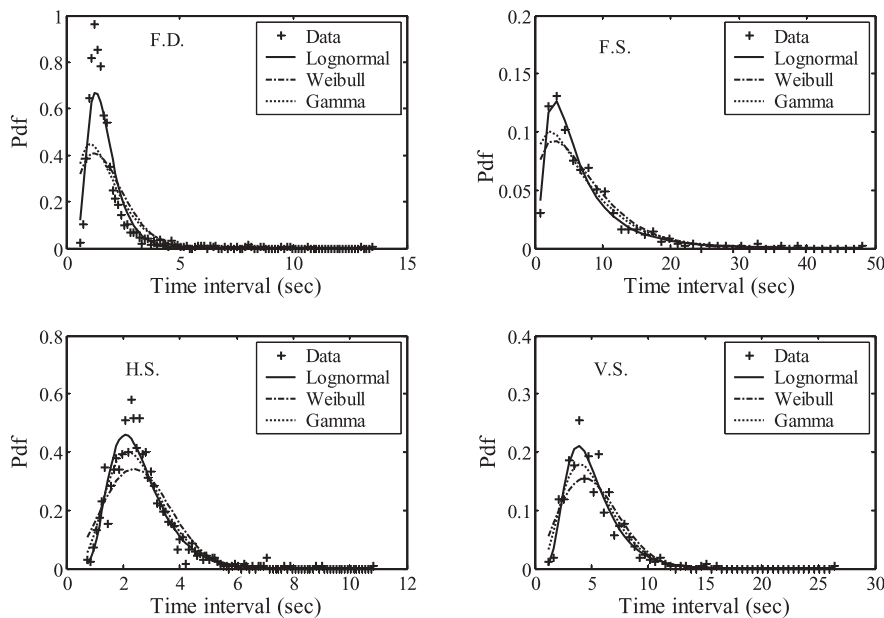 F.D.
Data
Lognormal
Weibull
Gamma
Pdf
1
0.8
0.6
0.4
0.2
0
0
5
10
15
Time interval (sec)
F.S.
Data
Lognormal
Weibull
Gamma
Pdf
0.2
0.15
0.1
0.05
0
0
10
20
30
40
50
Time interval (sec)
H.S.
Data
Lognormal
Weibull
Gamma
Pdf
0.8
0.6
0.4
0.2
0
0
2
4
6
8
10
12
Time interval (sec)
V.S.
Data
Lognormal
Weibull
Gamma
Pdf
0.4
0.3
0.2
0.1
0
0
5
10
15
20
25
30
Time interval (sec)